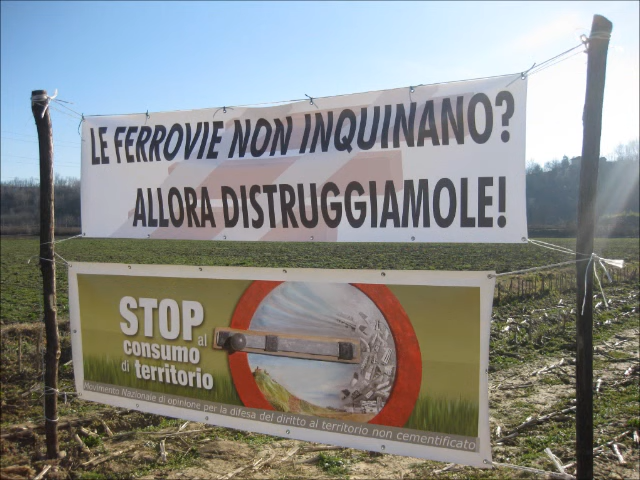 LE FERROVIE NON INQUINANO?
ALLORA DISTRUGGIAMOLE!
STOP al
consumo
di territorio
Movimento Nazionale di opinione per la difesa del diritto al territorio non cementificato